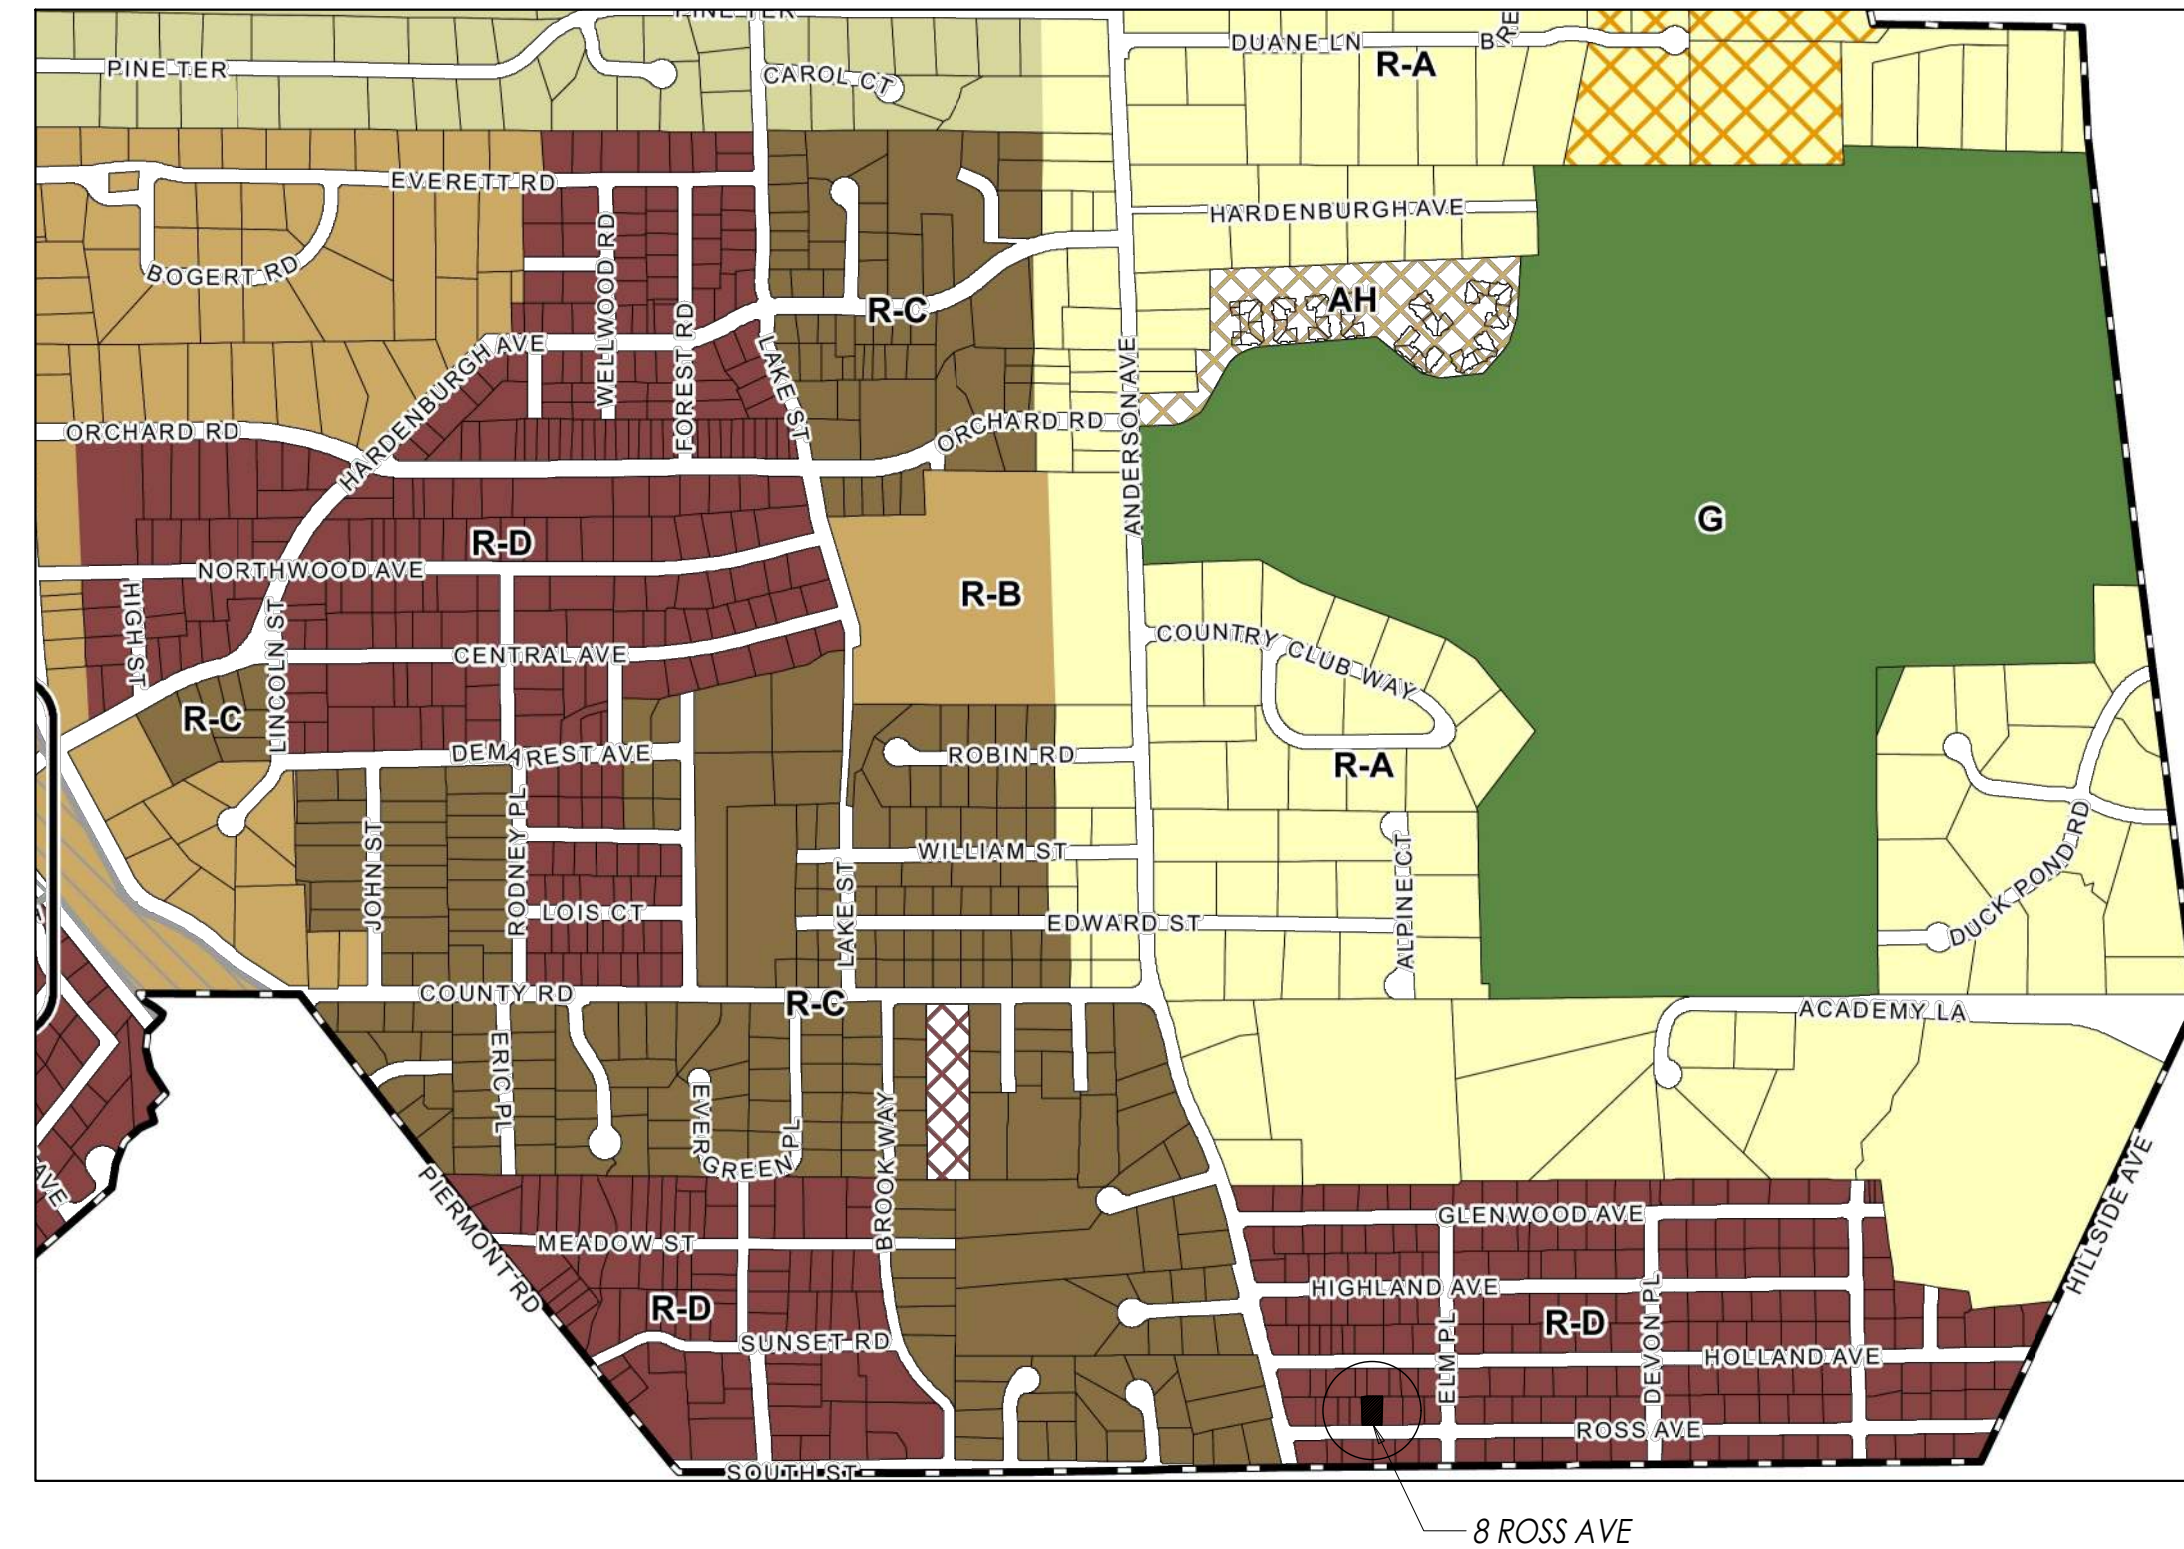 PINE TER
DUANE LN
R-A
PINE TER
CAROL CT
EVERETT RD
HARDENBURGH AVE
BOGERT RD
WELLWOOD RD
FOREST RD
R-C
AH
HARDENBURGH AVE
LAKE ST
ANDERSON AVE
ORCHARD RD
ORCHARD RD
G
R-D
NORTHWOOD AVE
R-B
HIGH ST
LINCOLN ST
CENTRAL AVE
COUNTRY CLUB WAY
R-C
DEMAREST AVE
ROBIN RD
R-A
JOHN ST
RODNEY PL
WILLIAM ST
ALPINE CT
DUCK POND RD
LOIS CT
LAKE ST
EDWARD ST
COUNTY RD
R-C
ACADEMY LA
ERIC PL
EVERGREEN PL
BROOK WAY
AVE
PIERMONT RD
MEADOW ST
GLENWOOD AVE
HILLSIDE AVE
HIGHLAND AVE
R-D
R-D
SUNSET RD
ELM PL
DEVON PL
HOLLAND AVE
ROSS AVE
SOUTH ST
8 ROSS AVE